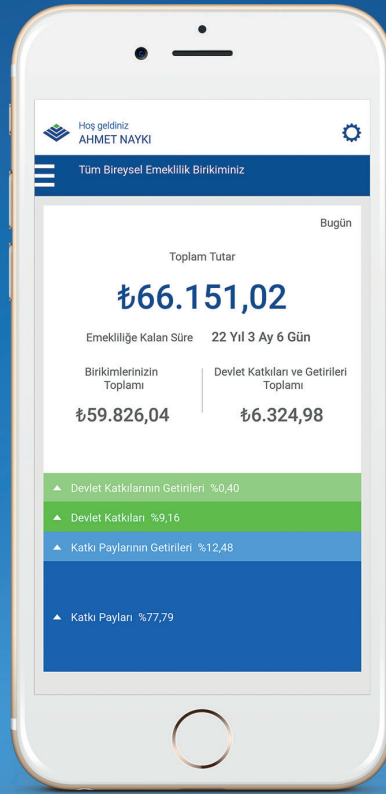 Hoş geldiniz
AHMET NAYKI
Tüm Bireysel Emeklilik Birikiminiz
Bugün
Toplam Tutar
₺66.151,02
Emekliliğe Kalan Süre 22 Yıl 3 Ay 6 Gün
Birikimlerinizin
Toplamı
₺59.826,04
Devlet Katkıları ve Getirileri
Toplamı
₺6.324,98
Devlet Katkılarının Getirileri %0,40
Devlet Katkıları %9,16
Katkı Paylarının Getirileri %12,48
Katkı Payları %77,79